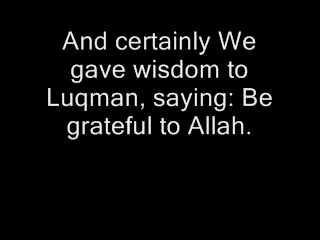 And certainly We
gave wisdom to
Luqman, saying: Be
grateful to Allah.